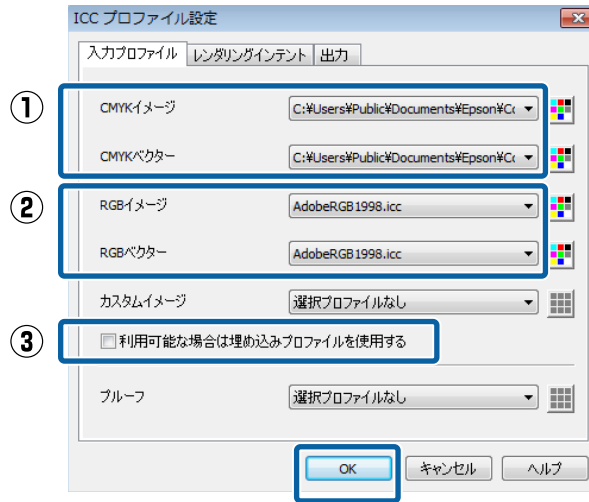 ICC プロファイル設定
入力プロファイル レンダリングインテント 出力
① CMYKイメージ C:¥Users¥Public¥Documents¥Epson¥Co
CMYKベクター C:¥Users¥Public¥Documents¥Epson¥Co
② RGBイメージ AdobeRGB1998.icc
RGBベクター AdobeRGB1998.icc
カスタムイメージ 選択プロファイルなし
③ 利用可能な場合は埋め込みプロファイルを使用する
プルーフ 選択プロファイルなし
OK キャンセル ヘルプ